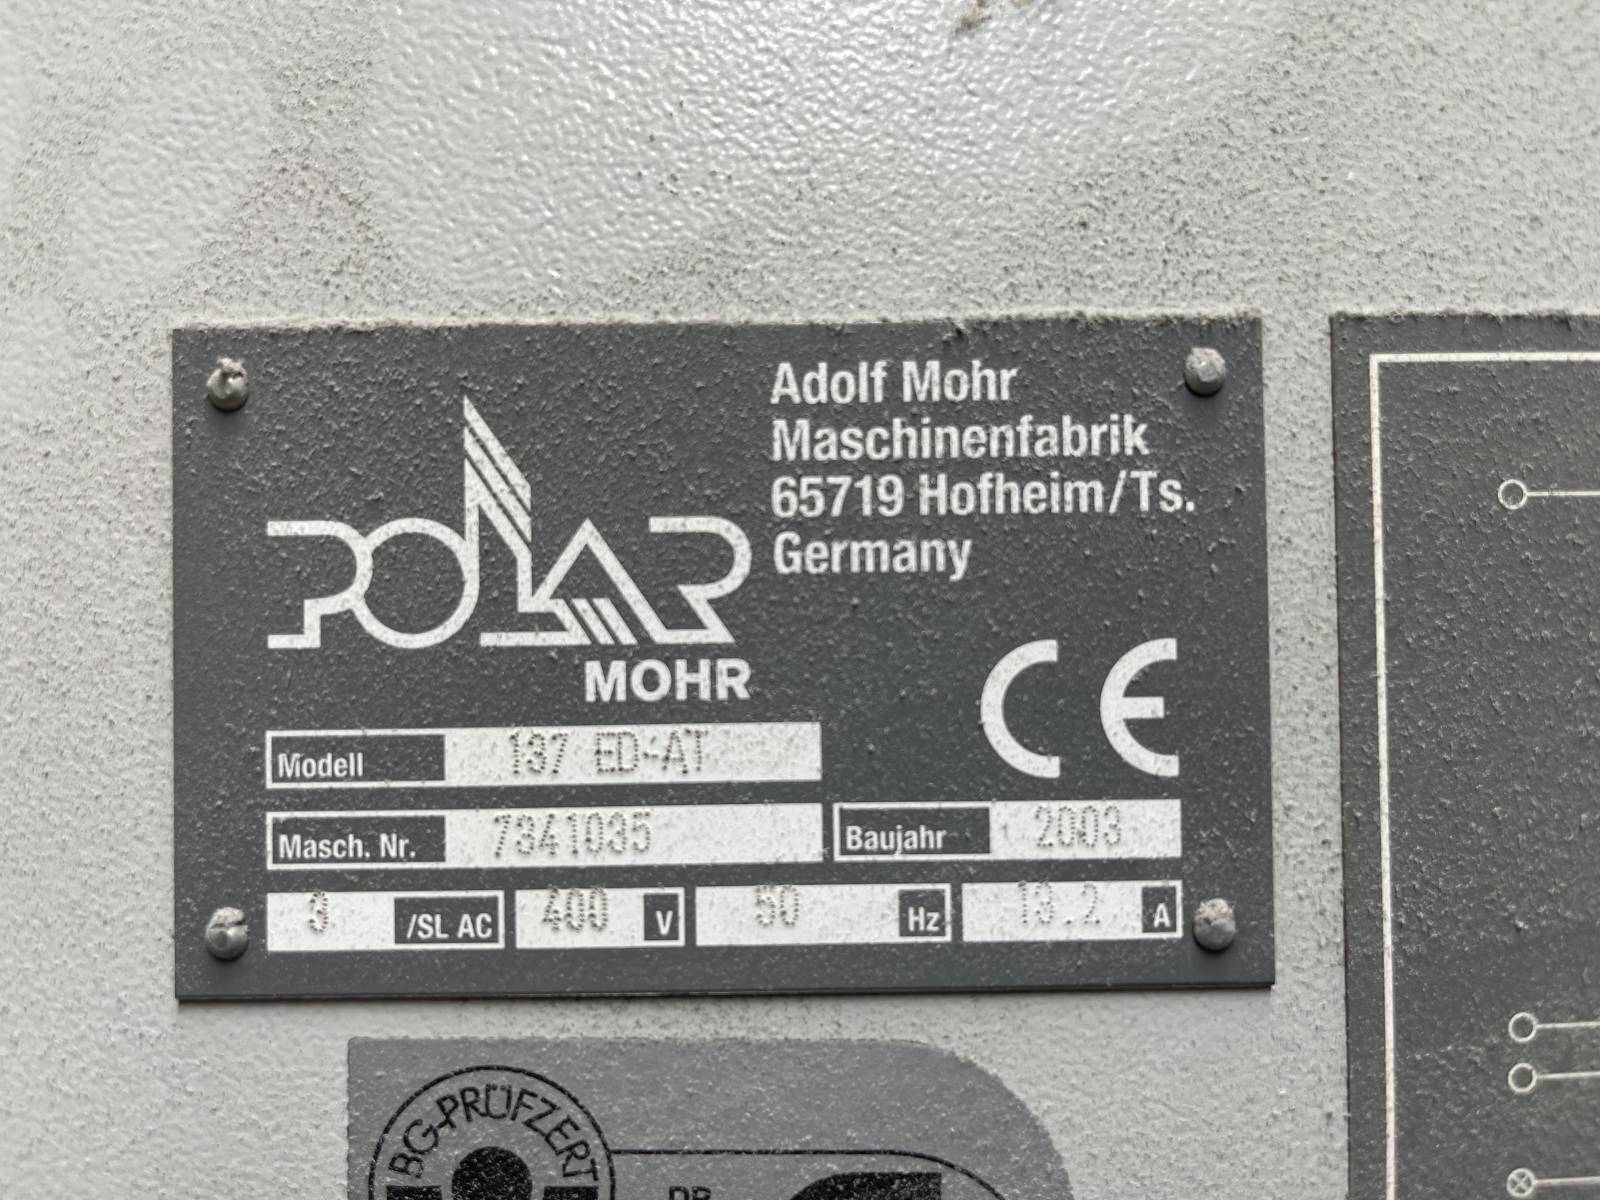 POLAR
MOHR
Adolf Mohr
Maschinenfabrik
65719 Hofheim/Ts.
Germany
CE
Modell 137 ED-AT
Masch. Nr. 7341035 Baujahr 2003
3 /SL AC 400 V 50 Hz 13.2 A
BG-PRÜFZERT